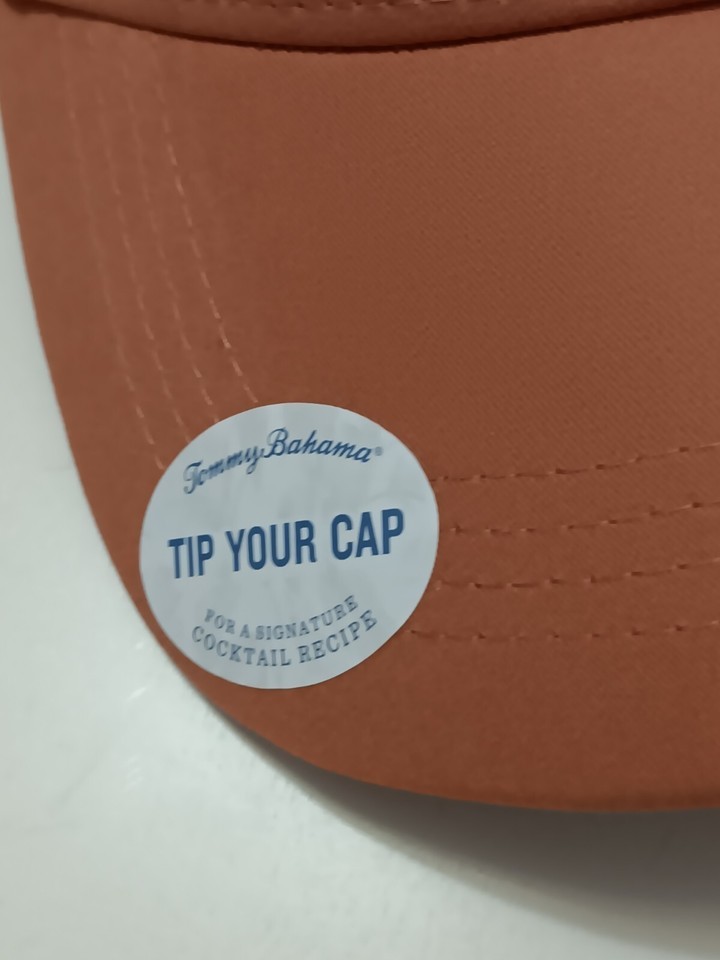 Tommy Bahama®
TIP YOUR CAP
FOR A SIGNATURE
COCKTAIL RECIPE